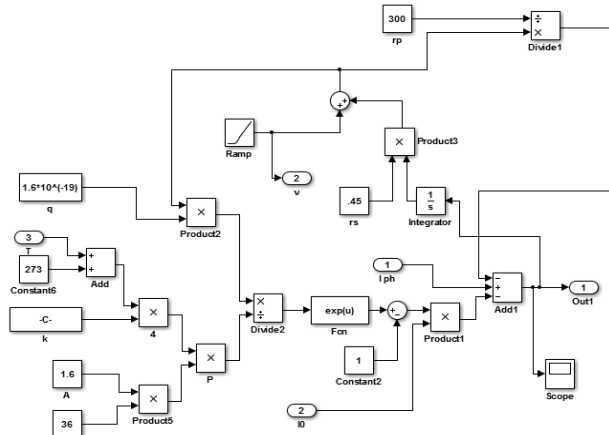 300
rp
÷
×
Divide1
+
+
Ramp
×
Product3
2
v
1.6*10^(-19)
q
×
Product2
.45
rs
1
s
Integrator
3
T
273
Constant6
+
+
Add
1
I ph
−
+
−
Add1
1
Out1
-C-
k
×
4
×
÷
Divide2
exp(u)
Fcn
+
−
×
Product1
1
Constant2
×
P
1.6
A
×
Product5
36
2
I0
Scope